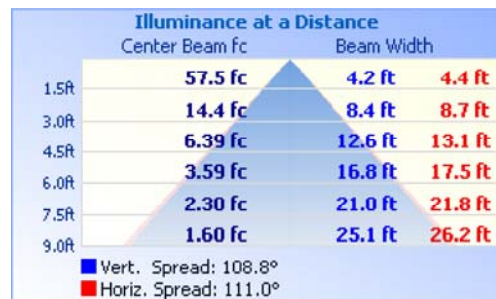 Illuminance at a Distance
Center Beam fc Beam Width
57.5 fc 4.2 ft 4.4 ft
1.5ft
14.4 fc 8.4 ft 8.7 ft
3.0ft
6.39 fc 12.6 ft 13.1 ft
4.5ft
3.59 fc 16.8 ft 17.5 ft
6.0ft
2.30 fc 21.0 ft 21.8 ft
7.5ft
1.60 fc 25.1 ft 26.2 ft
9.0ft
Vert. Spread: 108.8°
Horiz. Spread: 111.0°